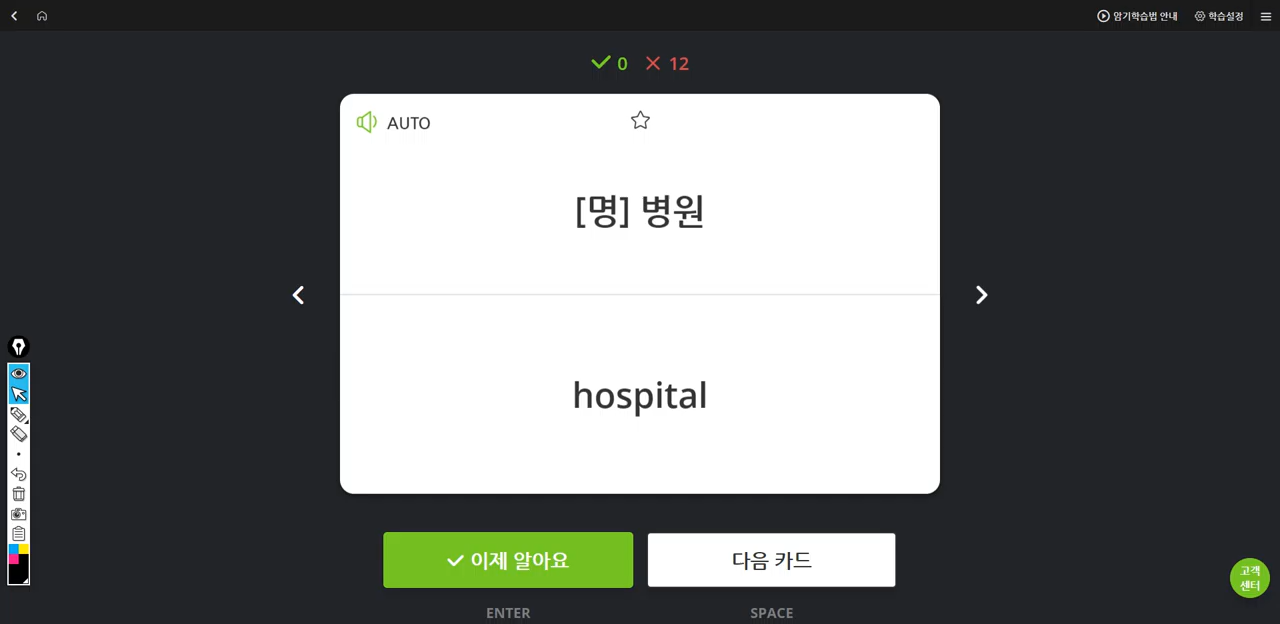 암기학습법 안내 학습설정
0 12
AUTO
[명] 병원
hospital
이제 알아요 다음 카드
ENTER SPACE
고객
센터